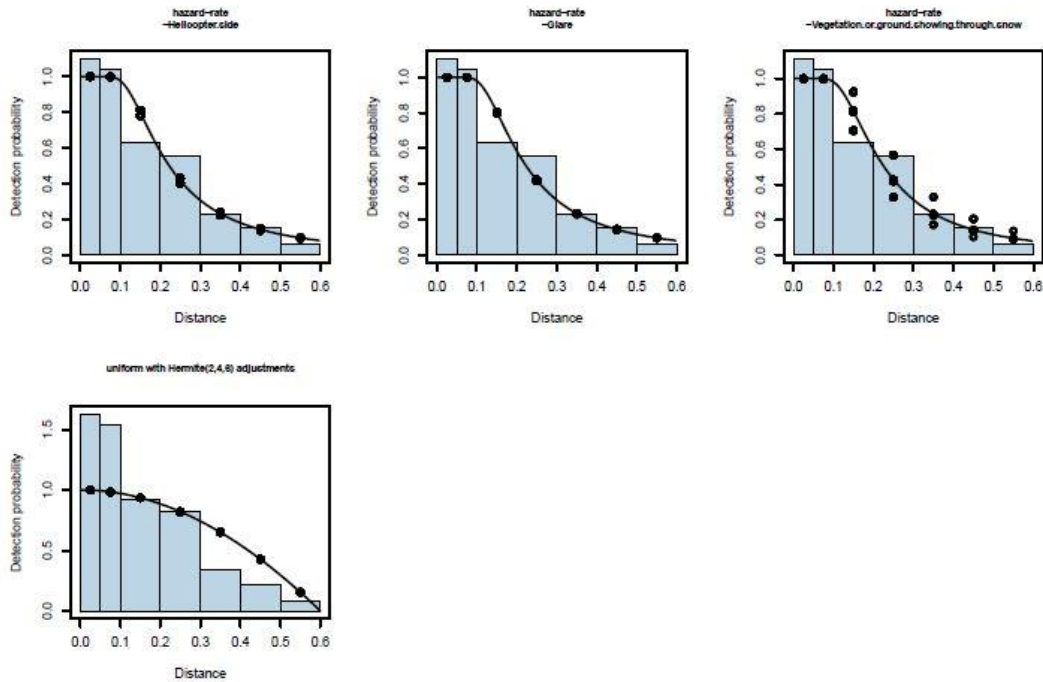 hazard-rate
~Helicopter.side
Detection probability
0.0 0.2 0.4 0.6 0.8 1.0
0.0 0.1 0.2 0.3 0.4 0.5 0.6
Distance
hazard-rate
~Glare
Detection probability
0.0 0.2 0.4 0.6 0.8 1.0
0.0 0.1 0.2 0.3 0.4 0.5 0.6
Distance
hazard-rate
~Vegetation.or.ground.showing.through.snow
Detection probability
0.0 0.2 0.4 0.6 0.8 1.0
0.0 0.1 0.2 0.3 0.4 0.5 0.6
Distance
uniform with Hermite(2,4,6) adjustments
Detection probability
0.0 0.5 1.0 1.5
0.0 0.1 0.2 0.3 0.4 0.5 0.6
Distance